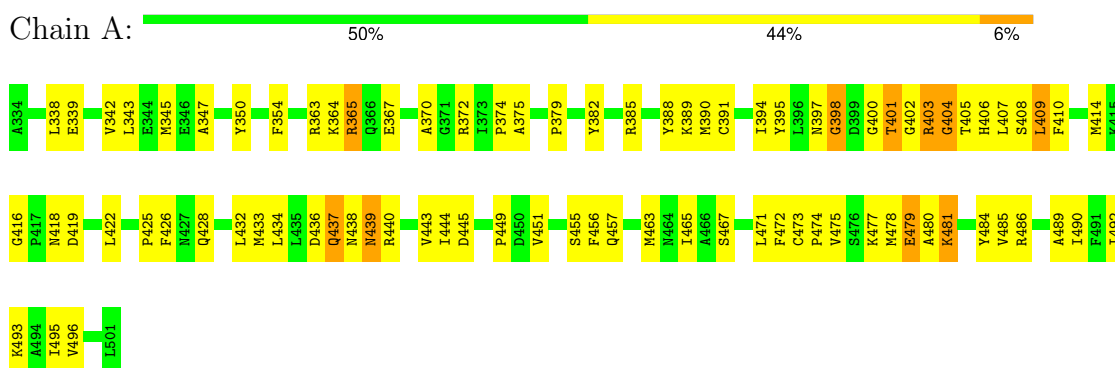 Chain A:
50% 44% 6%
A334 L338 E339 V342 L343 E344 M345 E346 A347 Y350 F354 R363 K364 R365 Q366 E367 A370 G371 R372 I373 P374 A375 P379 Y382 R385 Y388 K389 M390 C391 I394 Y395 L396 N397 G398 D399 G400 T401 G402 R403 G404 T405 H406 L407 S408 L409 F410 M414 K415
G416 P417 N418 D419 L422 P425 F426 N427 Q428 L432 M433 L434 L435 D436 Q437 N438 N439 R440 V443 I444 D445 P449 D450 V451 S455 F456 Q457 M463 N464 I465 A466 S467 L471 F472 C473 P474 V475 S476 K477 M478 E479 A480 K481 Y484 V485 R486 A489 I490 F491
K493 A494 I495 V496 L501